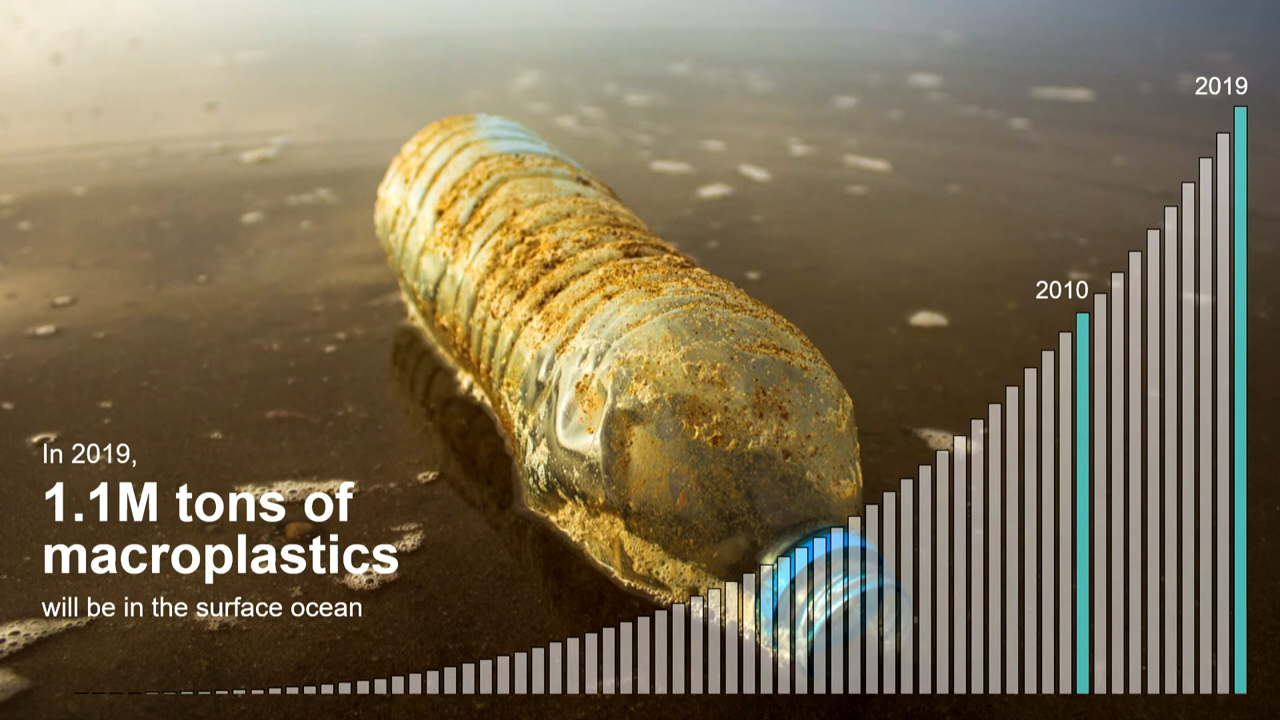 2019
2010
In 2019,
1.1M tons of
macroplastics
will be in the surface ocean